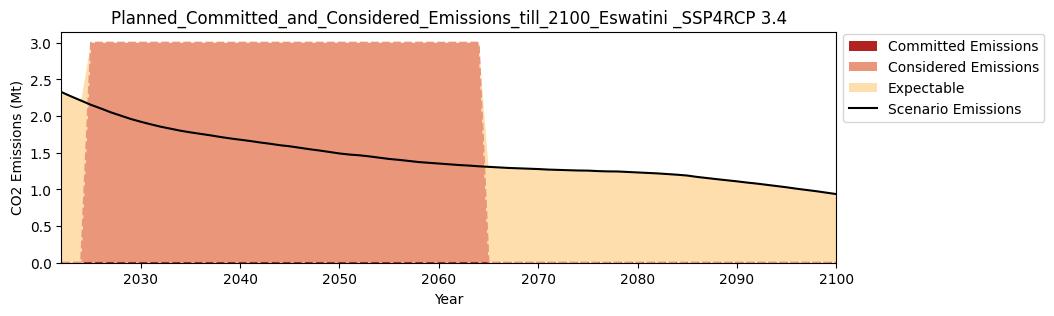 Planned_Committed_and_Considered_Emissions_till_2100_Eswatini _SSP4RCP 3.4
3.0
2.5
2.0
1.5
1.0
0.5
0.0
CO2 Emissions (Mt)
2030 2040 2050 2060 2070 2080 2090 2100
Year
Committed Emissions
Considered Emissions
Expectable
Scenario Emissions